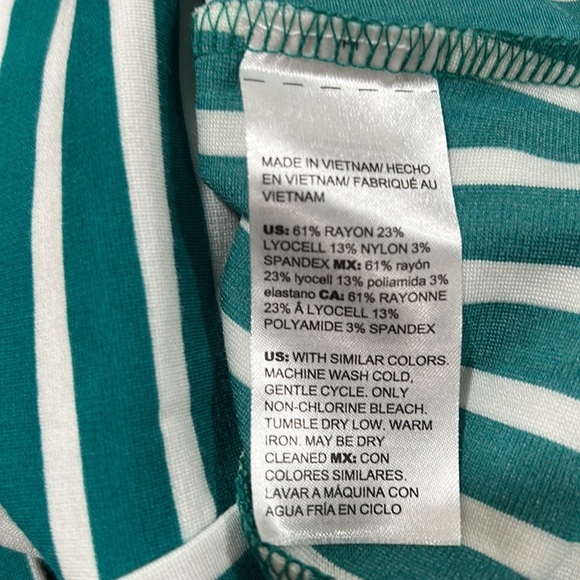 MADE IN VIETNAM/ HECHO
EN VIETNAM/ FABRIQUÉ AU
VIETNAM
US: 61% RAYON 23%
LYOCELL 13% NYLON 3%
SPANDEX MX: 61% rayón
23% lyocell 13% poliamida 3%
elastano CA: 61% RAYONNE
23% Â LYOCELL 13%
POLYAMIDE 3% SPANDEX
US: WITH SIMILAR COLORS.
MACHINE WASH COLD,
GENTLE CYCLE. ONLY
NON-CHLORINE BLEACH.
TUMBLE DRY LOW. WARM
IRON. MAY BE DRY
CLEANED MX: CON
COLORES SIMILARES.
LAVAR A MÁQUINA CON
AGUA FRÍA EN CICLO